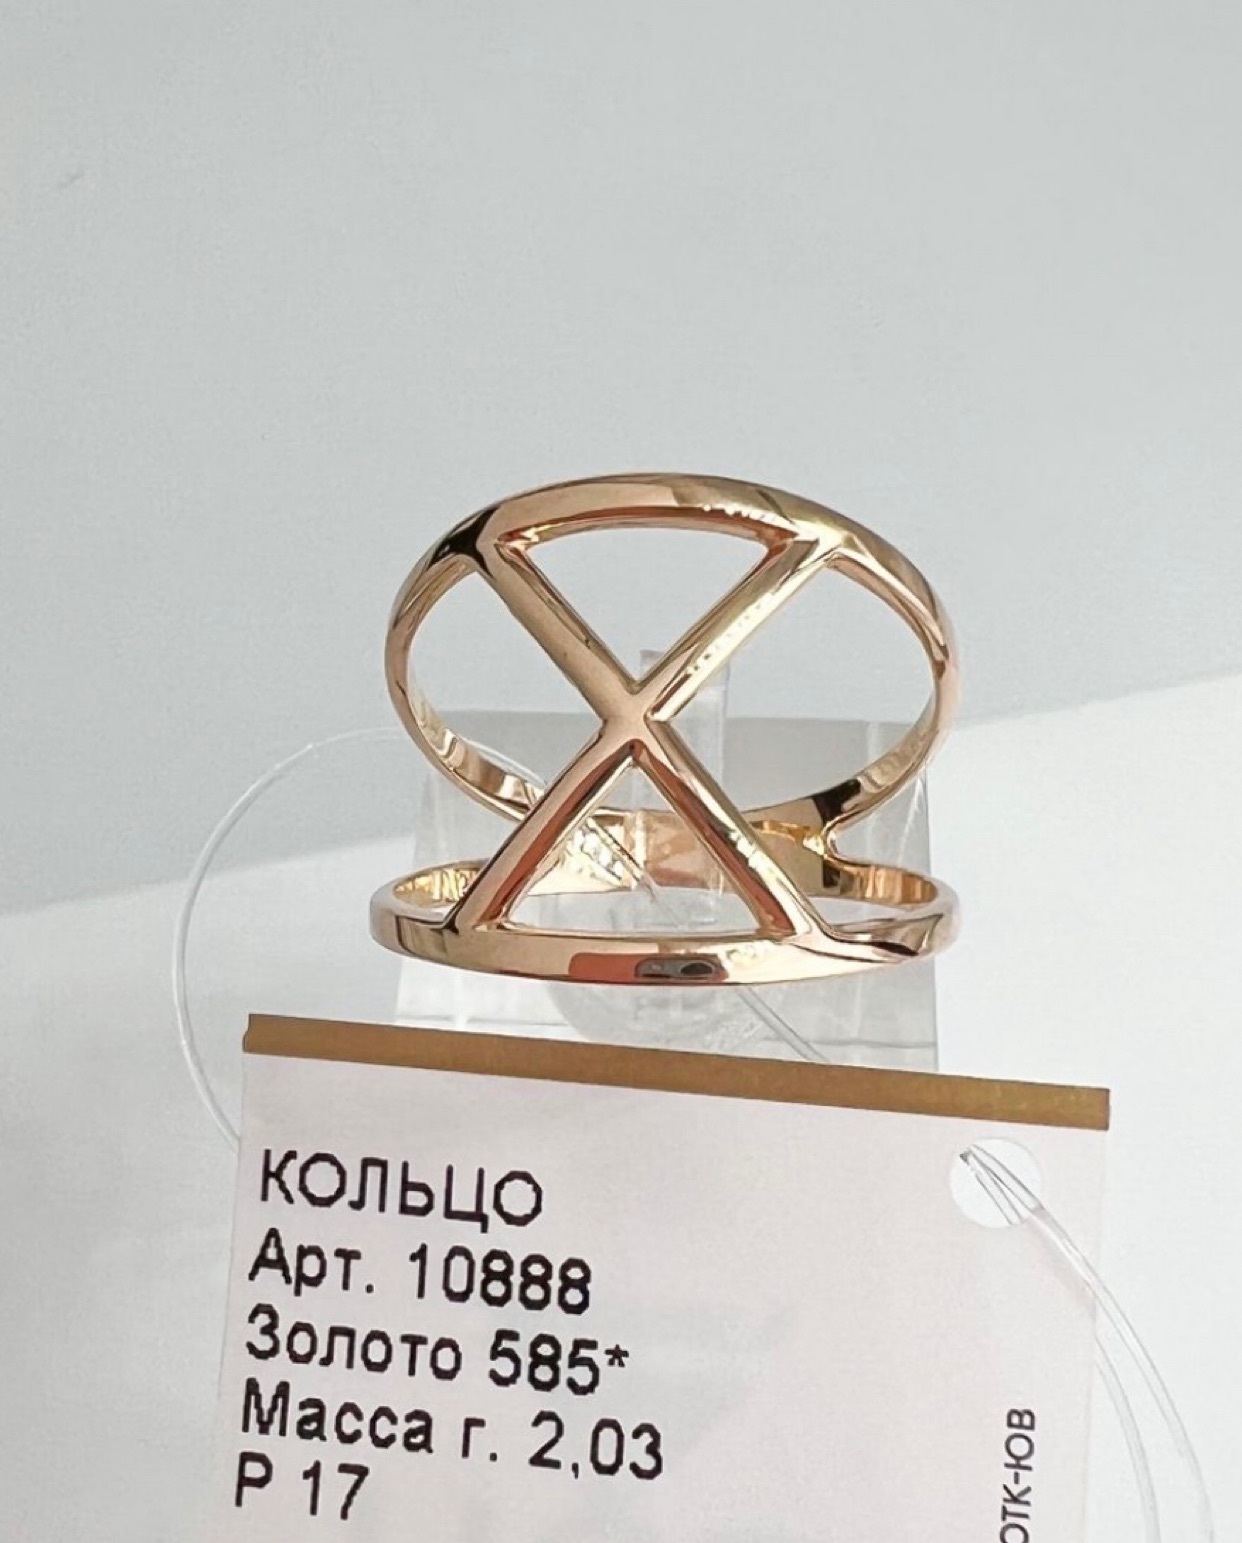 КОЛЬЦО
Арт. 10888
Золото 585*
Масса г. 2,03
Р 17
ОТК-ЮВ